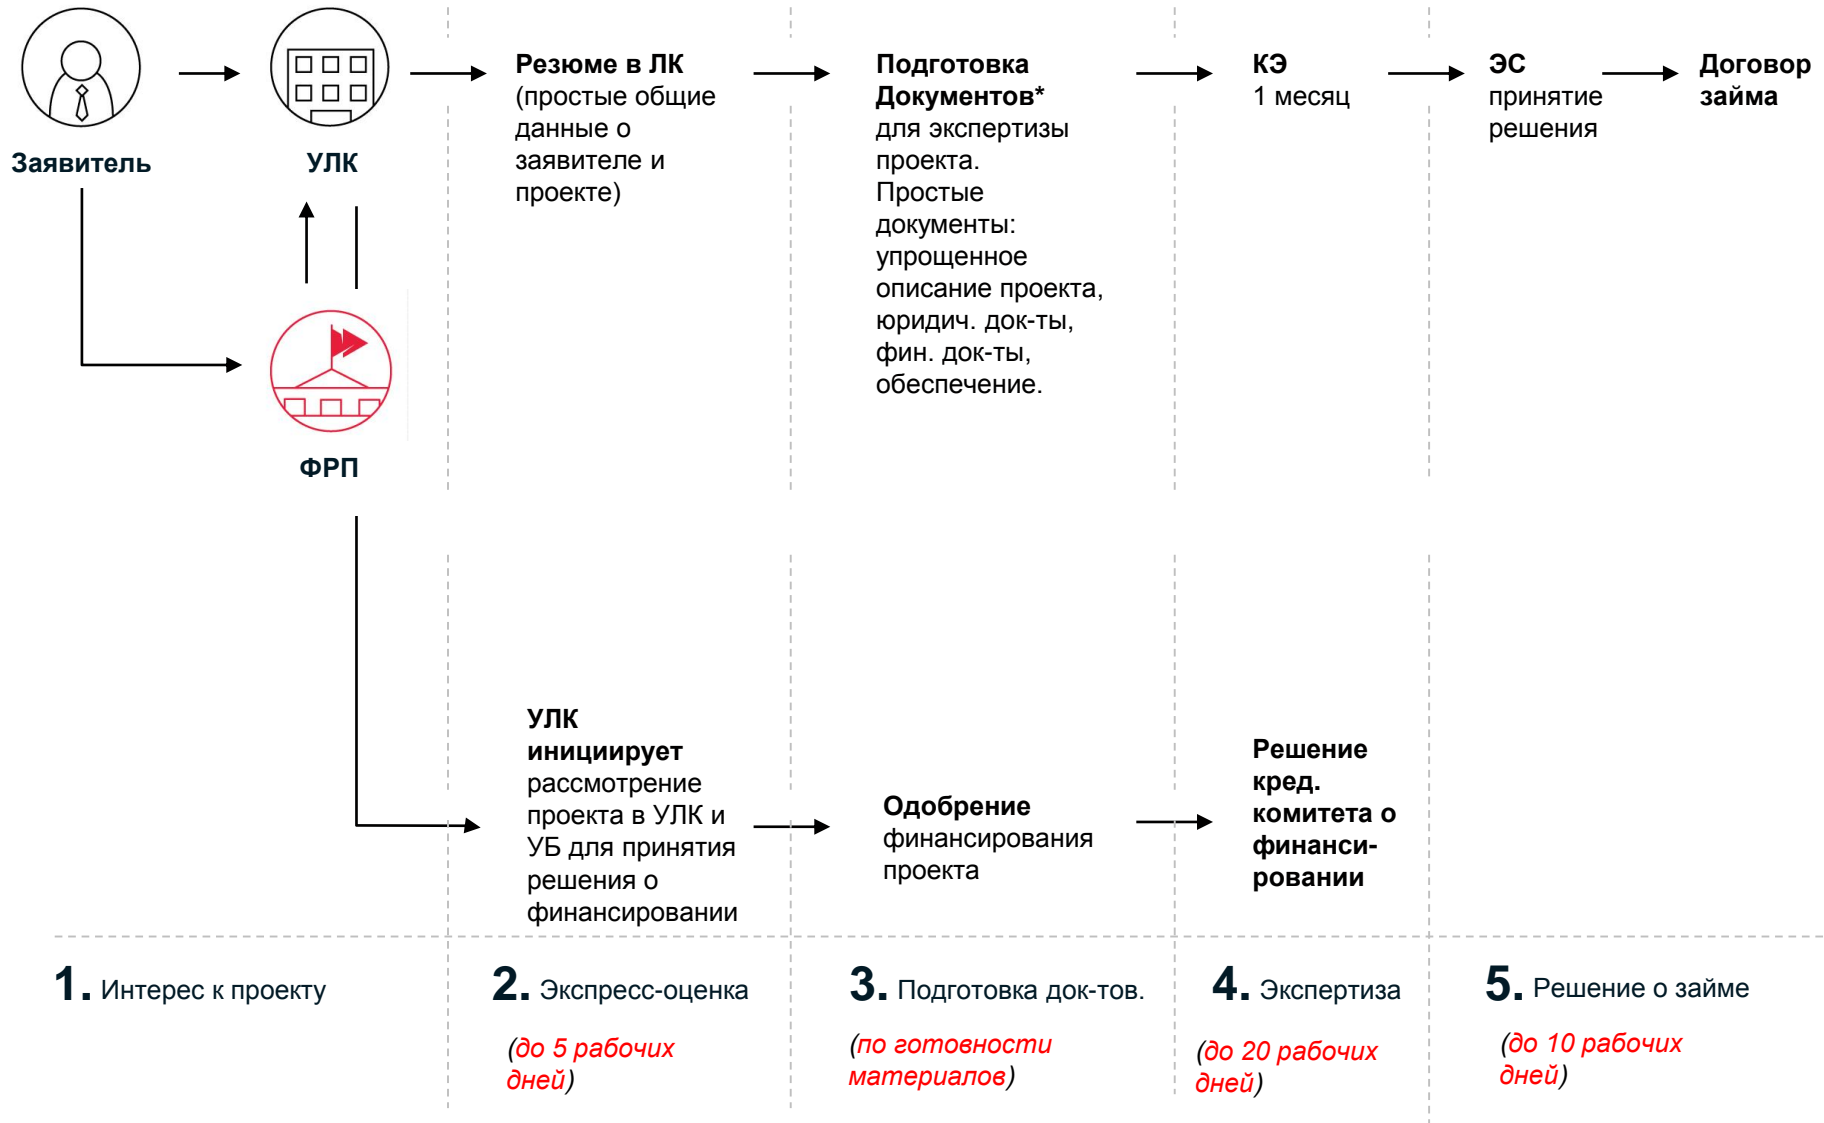 Заявитель
УЛК
ФРП
Резюме в ЛК
(простые общие
данные о
заявителе и
проекте)
Подготовка
Документов*
для экспертизы
проекта.
Простые
документы:
упрощенное
описание проекта,
юридич. док-ты,
фин. док-ты,
обеспечение.
КЭ
1 месяц
ЭС
принятие
решения
Договор
займа
УЛК
инициирует
рассмотрение
проекта в УЛК и
УБ для принятия
решения о
финансировании
Одобрение
финансирования
проекта
Решение
кред.
комитета о
финанси-
ровании
1. Интерес к проекту
2. Экспресс-оценка
(до 5 рабочих
дней)
3. Подготовка док-тов.
(по готовности
материалов)
4. Экспертиза
(до 20 рабочих
дней)
5. Решение о займе
(до 10 рабочих
дней)